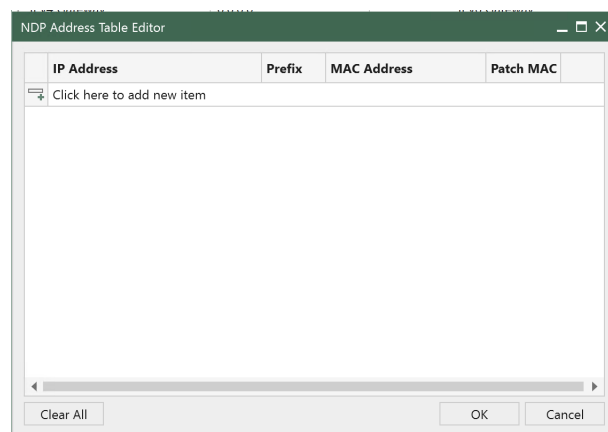 NDP Address Table Editor
IP Address Prefix MAC Address Patch MAC
Click here to add new item
Clear All OK Cancel